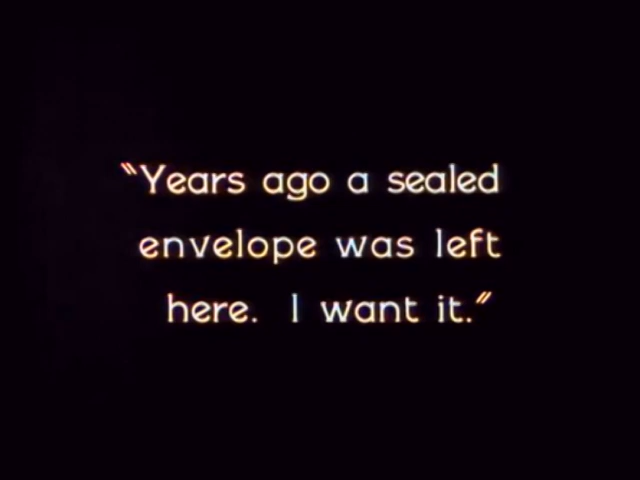 "Years ago a sealed
envelope was left
here. I want it."